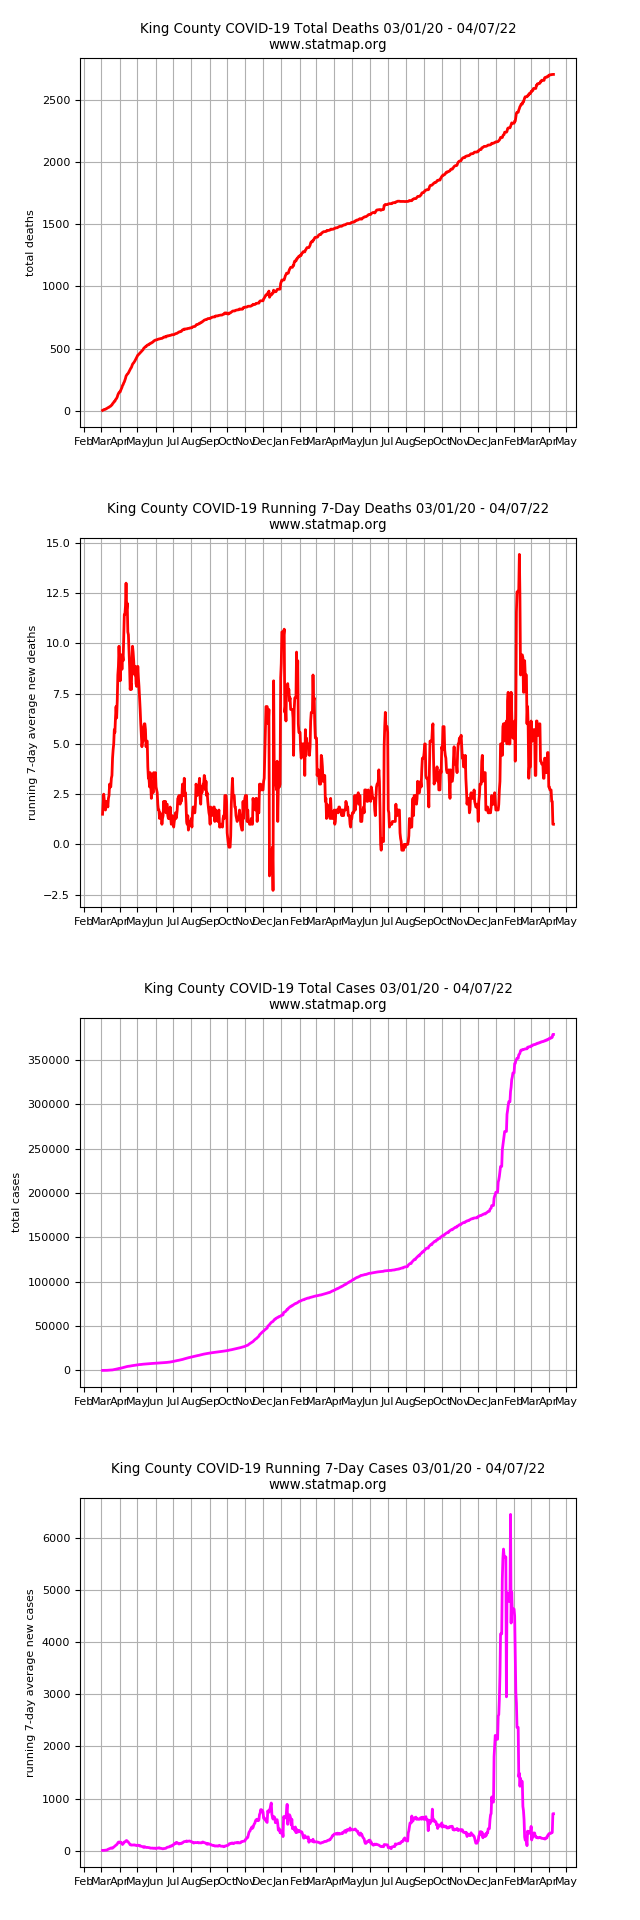 King County COVID-19 Total Deaths 03/01/20 - 04/07/22
www.statmap.org
total deaths
2500
2000
1500
1000
500
0
Feb Mar Apr May Jun Jul Aug Sep Oct Nov Dec Jan Feb Mar Apr May Jun Jul Aug Sep Oct Nov Dec Jan Feb Mar Apr May
King County COVID-19 Running 7-Day Deaths 03/01/20 - 04/07/22
www.statmap.org
running 7-day average new deaths
15.0
12.5
10.0
7.5
5.0
2.5
0.0
−2.5
Feb Mar Apr May Jun Jul Aug Sep Oct Nov Dec Jan Feb Mar Apr May Jun Jul Aug Sep Oct Nov Dec Jan Feb Mar Apr May
King County COVID-19 Total Cases 03/01/20 - 04/07/22
www.statmap.org
total cases
350000
300000
250000
200000
150000
100000
50000
0
Feb Mar Apr May Jun Jul Aug Sep Oct Nov Dec Jan Feb Mar Apr May Jun Jul Aug Sep Oct Nov Dec Jan Feb Mar Apr May
King County COVID-19 Running 7-Day Cases 03/01/20 - 04/07/22
www.statmap.org
running 7-day average new cases
6000
5000
4000
3000
2000
1000
0
Feb Mar Apr May Jun Jul Aug Sep Oct Nov Dec Jan Feb Mar Apr May Jun Jul Aug Sep Oct Nov Dec Jan Feb Mar Apr May